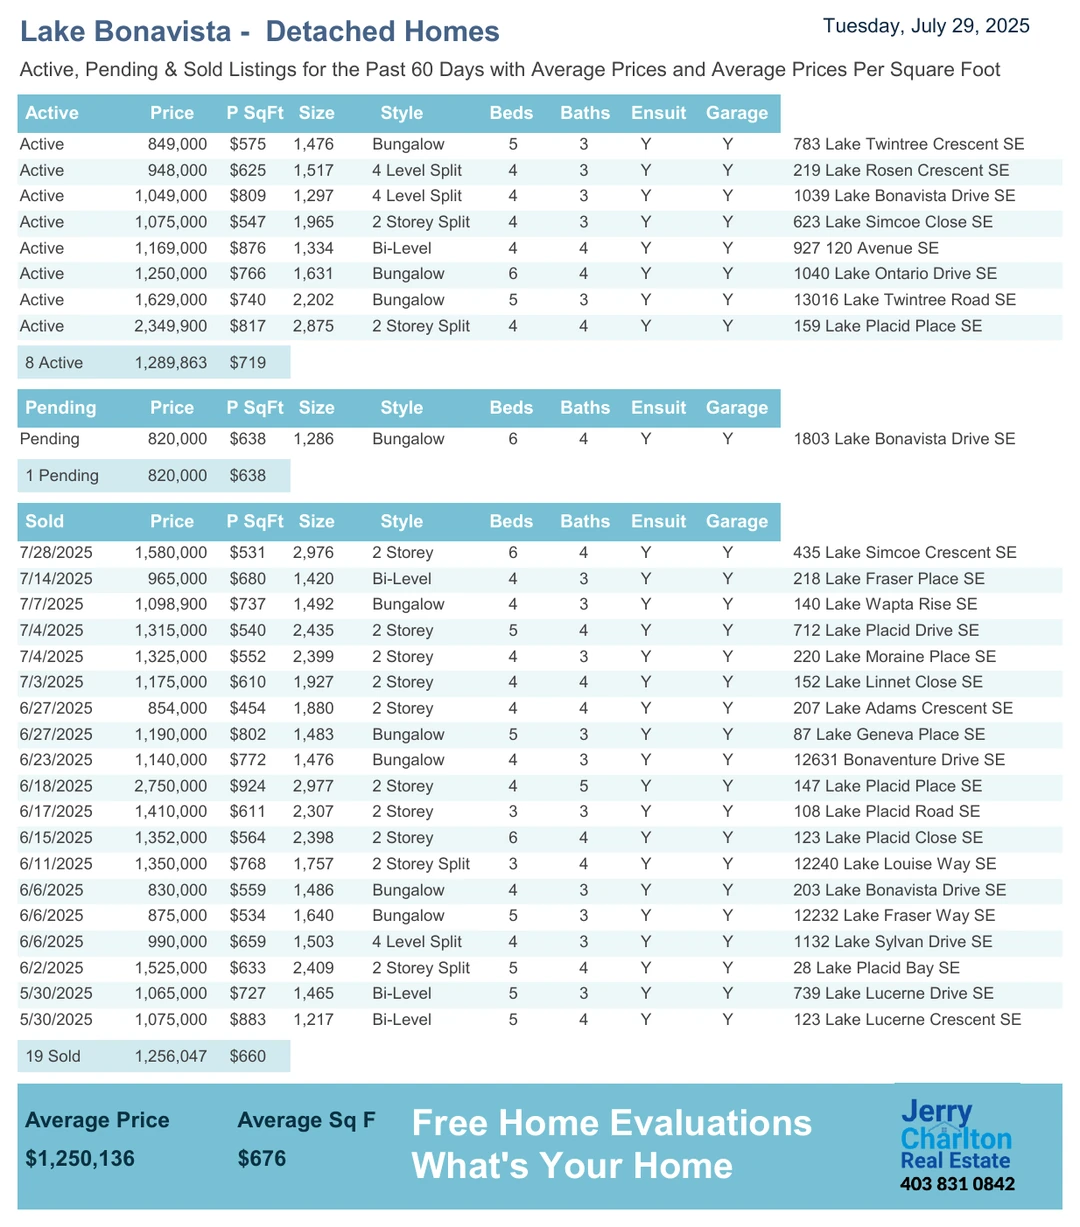 Lake Bonavista -  Detached Homes
Tuesday, July 29, 2025
Active, Pending & Sold Listings for the Past 60 Days with Average Prices and Average Prices Per Square Foot
Active Price P SqFt Size Style Beds Baths Ensuit Garage
Active 849,000 $575 1,476 Bungalow 5 3 Y Y 783 Lake Twintree Crescent SE
Active 948,000 $625 1,517 4 Level Split 4 3 Y Y 219 Lake Rosen Crescent SE
Active 1,049,000 $809 1,297 4 Level Split 4 3 Y Y 1039 Lake Bonavista Drive SE
Active 1,075,000 $547 1,965 2 Storey Split 4 3 Y Y 623 Lake Simcoe Close SE
Active 1,169,000 $876 1,334 Bi-Level 4 4 Y Y 927 120 Avenue SE
Active 1,250,000 $766 1,631 Bungalow 6 4 Y Y 1040 Lake Ontario Drive SE
Active 1,629,000 $740 2,202 Bungalow 5 3 Y Y 13016 Lake Twintree Road SE
Active 2,349,900 $817 2,875 2 Storey Split 4 4 Y Y 159 Lake Placid Place SE
8 Active 1,289,863 $719
Pending Price P SqFt Size Style Beds Baths Ensuit Garage
Pending 820,000 $638 1,286 Bungalow 6 4 Y Y 1803 Lake Bonavista Drive SE
1 Pending 820,000 $638
Sold Price P SqFt Size Style Beds Baths Ensuit Garage
7/28/2025 1,580,000 $531 2,976 2 Storey 6 4 Y Y 435 Lake Simcoe Crescent SE
7/14/2025 965,000 $680 1,420 Bi-Level 4 3 Y Y 218 Lake Fraser Place SE
7/7/2025 1,098,900 $737 1,492 Bungalow 4 3 Y Y 140 Lake Wapta Rise SE
7/4/2025 1,315,000 $540 2,435 2 Storey 5 4 Y Y 712 Lake Placid Drive SE
7/4/2025 1,325,000 $552 2,399 2 Storey 4 3 Y Y 220 Lake Moraine Place SE
7/3/2025 1,175,000 $610 1,927 2 Storey 4 4 Y Y 152 Lake Linnet Close SE
6/27/2025 854,000 $454 1,880 2 Storey 4 4 Y Y 207 Lake Adams Crescent SE
6/27/2025 1,190,000 $802 1,483 Bungalow 5 3 Y Y 87 Lake Geneva Place SE
6/23/2025 1,140,000 $772 1,476 Bungalow 4 3 Y Y 12631 Bonaventure Drive SE
6/18/2025 2,750,000 $924 2,977 2 Storey 4 5 Y Y 147 Lake Placid Place SE
6/17/2025 1,410,000 $611 2,307 2 Storey 3 3 Y Y 108 Lake Placid Road SE
6/15/2025 1,352,000 $564 2,398 2 Storey 6 4 Y Y 123 Lake Placid Close SE
6/11/2025 1,350,000 $768 1,757 2 Storey Split 3 4 Y Y 12240 Lake Louise Way SE
6/6/2025 830,000 $559 1,486 Bungalow 4 3 Y Y 203 Lake Bonavista Drive SE
6/6/2025 875,000 $534 1,640 Bungalow 5 3 Y Y 12232 Lake Fraser Way SE
6/6/2025 990,000 $659 1,503 4 Level Split 4 3 Y Y 1132 Lake Sylvan Drive SE
6/2/2025 1,525,000 $633 2,409 2 Storey Split 5 4 Y Y 28 Lake Placid Bay SE
5/30/2025 1,065,000 $727 1,465 Bi-Level 5 3 Y Y 739 Lake Lucerne Drive SE
5/30/2025 1,075,000 $883 1,217 Bi-Level 5 4 Y Y 123 Lake Lucerne Crescent SE
19 Sold 1,256,047 $660
Average Price Average Sq F
$1,250,136 $676
Free Home Evaluations
What's Your Home
Jerry
Charlton
Real Estate
403 831 0842